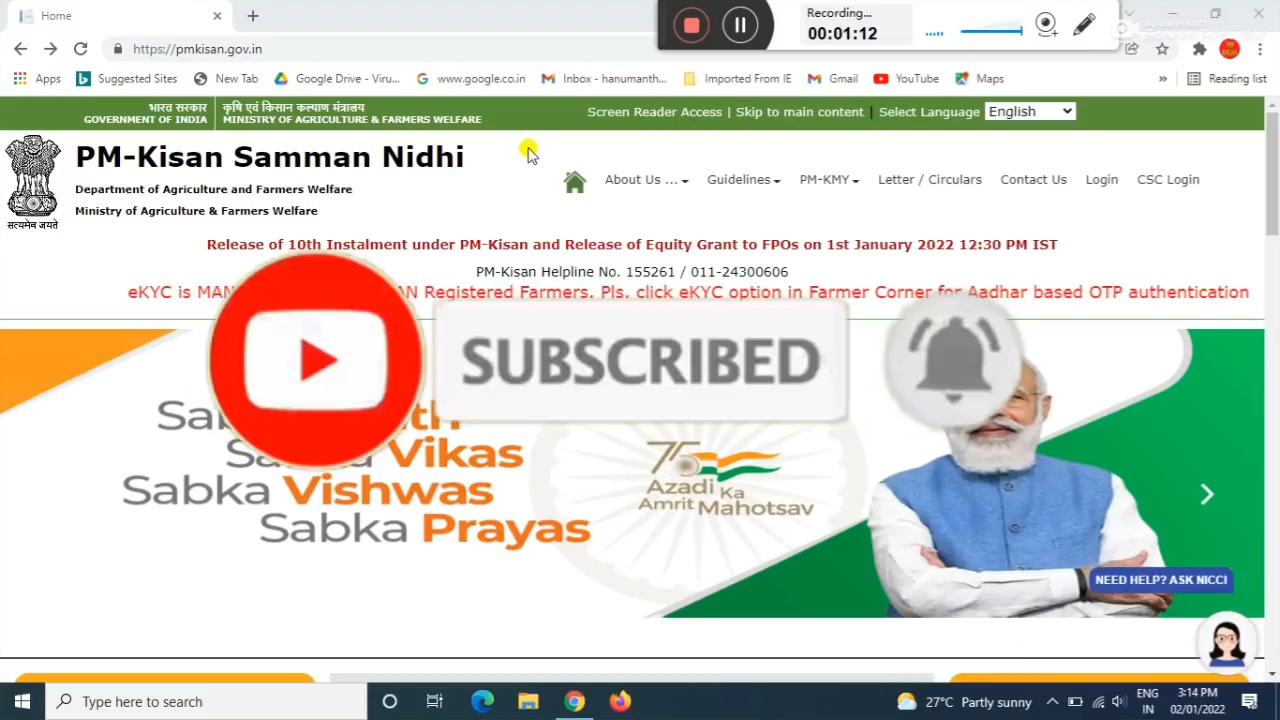 Home
Recording...
00:01:12
https://pmkisan.gov.in
Apps
Suggested Sites
New Tab
Google Drive - Viru...
www.google.co.in
Inbox - hanumanth...
Imported From IE
Gmail
YouTube
Maps
»
Reading list
भारत सरकार
GOVERNMENT OF INDIA
कृषि एवं किसान कल्याण मंत्रालय
MINISTRY OF AGRICULTURE & FARMERS WELFARE
Screen Reader Access | Skip to main content | Select Language English
सत्यमेव जयते
PM-Kisan Samman Nidhi
Department of Agriculture and Farmers Welfare
Ministry of Agriculture & Farmers Welfare
About Us ...
Guidelines
PM-KMY
Letter / Circulars
Contact Us
Login
CSC Login
Release of 10th Instalment under PM-Kisan and Release of Equity Grant to FPOs on 1st January 2022 12:30 PM IST
PM-Kisan Helpline No. 155261 / 011-24300606
eKYC is Registered Farmers. Pls. click eKYC option in Farmer Corner for Aadhar based OTP authentication
SUBSCRIBED
Vikas
Sabka Vishwas
Sabka Prayas
75
Azadi Ka
Amrit Mahotsav
NEED HELP? ASK NICCI
Type here to search
27°C Partly sunny
ENG
IN
3:14 PM
02/01/2022